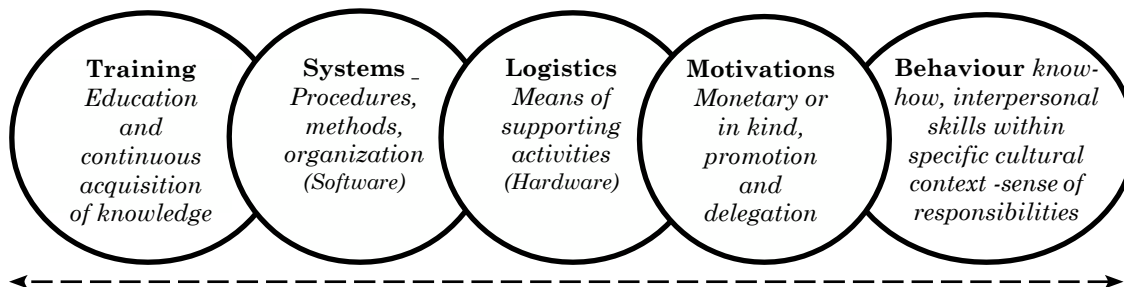 Training
Education
and
continuous
acquisition
of knowledge
Systems _
Procedures,
methods,
organization
(Software)
Logistics
Means of
supporting
activities
(Hardware)
Motivations
Monetary or
in kind,
promotion
and
delegation
Behaviour know-
how, interpersonal
skills within
specific cultural
context -sense of
responsibilities